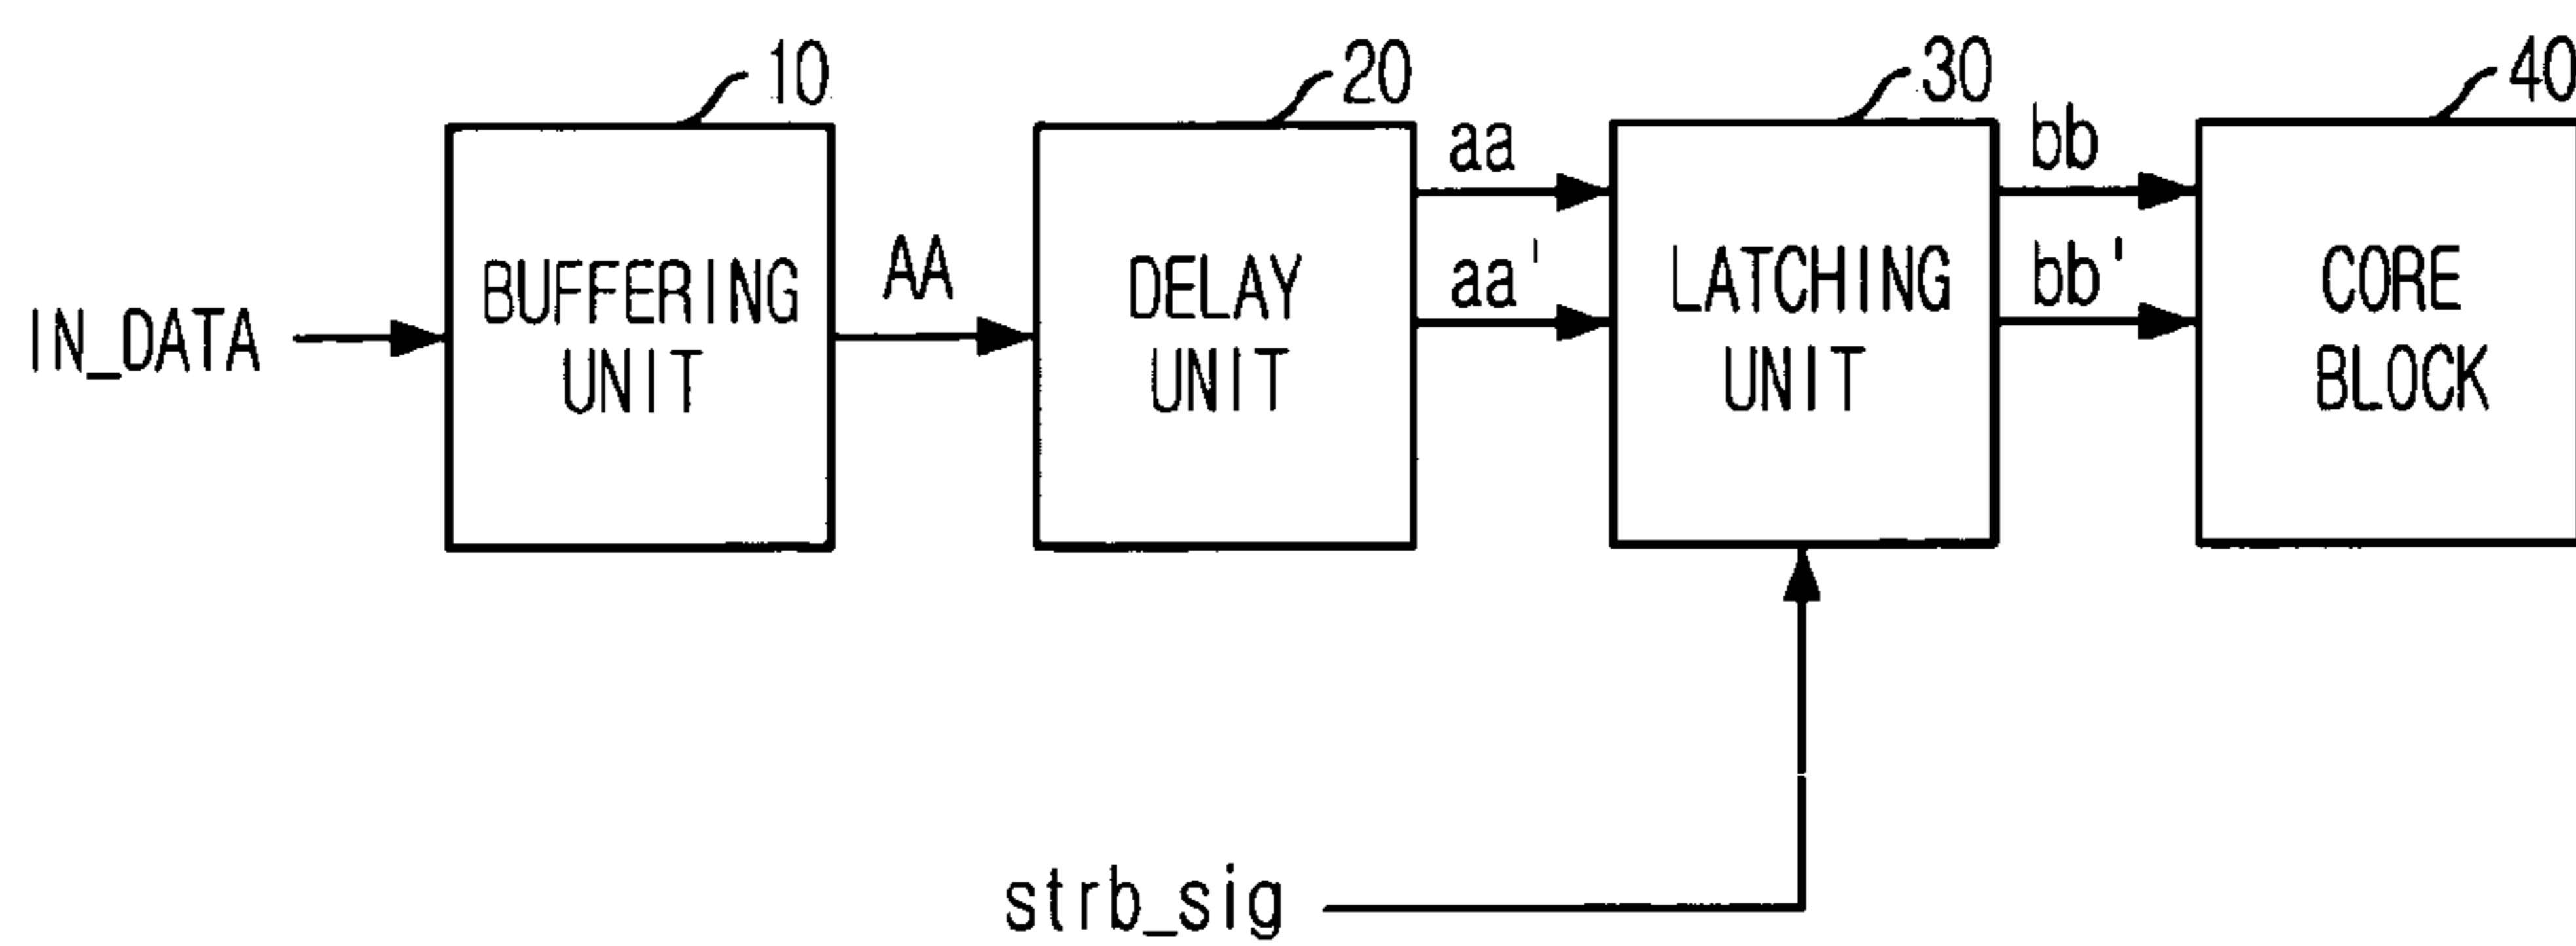 10
20
30
40
IN_DATA
BUFFERING
UNIT
AA
DELAY
UNIT
aa
aa'
LATCHING
UNIT
bb
bb'
CORE
BLOCK
strb_sig